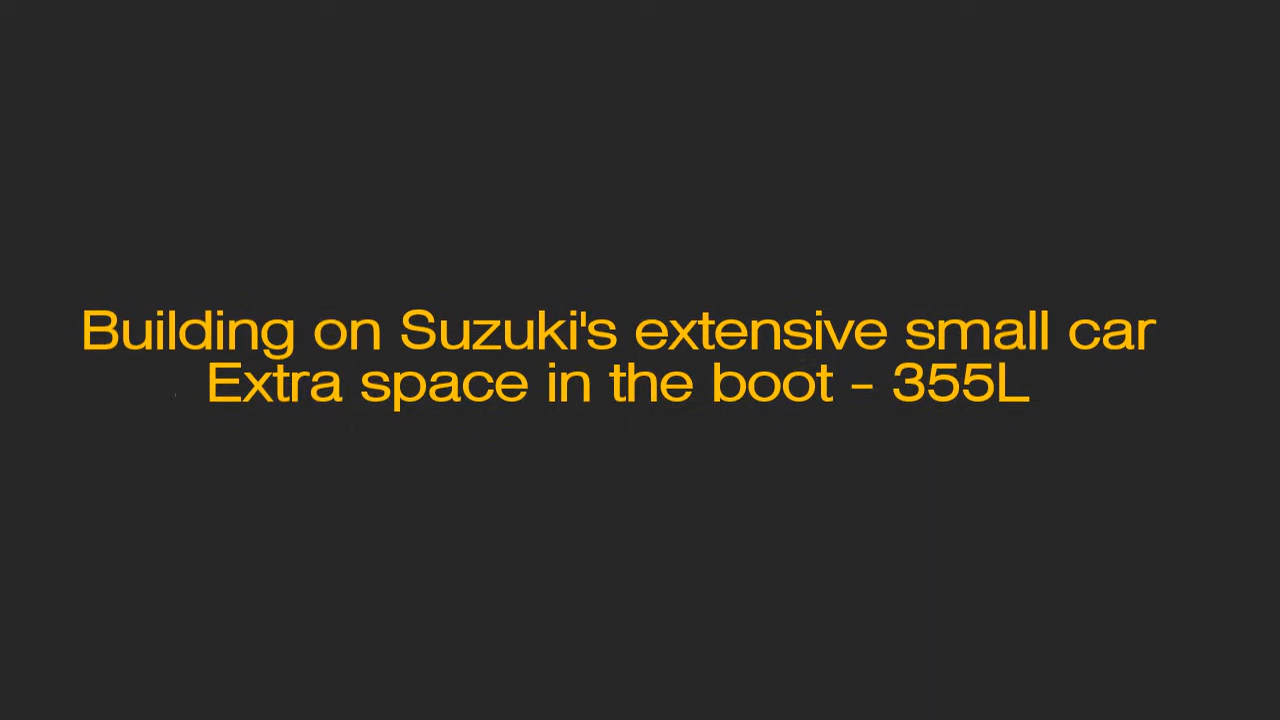 Building on Suzuki's extensive small car
Extra space in the boot - 355L